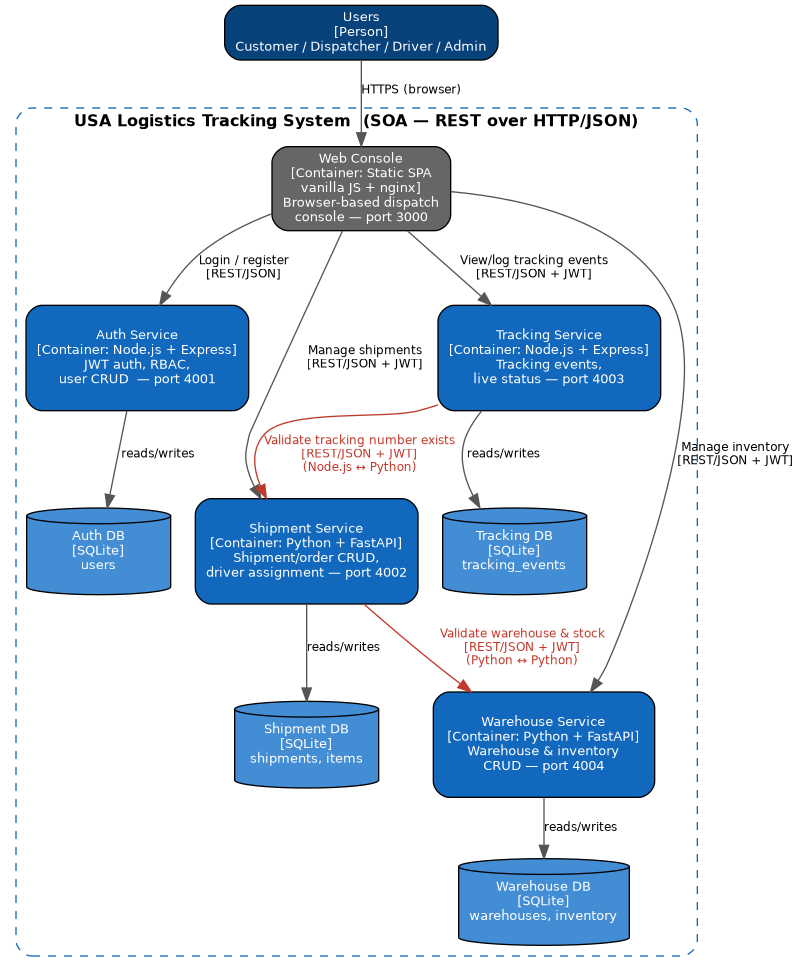 Users
[Person]
Customer / Dispatcher / Driver / Admin
HTTPS (browser)
USA Logistics Tracking System (SOA — REST over HTTP/JSON)
Web Console
[Container: Static SPA
vanilla JS + nginx]
Browser-based dispatch
console — port 3000
Login / register
[REST/JSON]
View/log tracking events
[REST/JSON + JWT]
Auth Service
[Container: Node.js + Express]
JWT auth, RBAC,
user CRUD — port 4001
Manage shipments
[REST/JSON + JWT]
Tracking Service
[Container: Node.js + Express]
Tracking events,
live status — port 4003
reads/writes
Validate tracking number exists
[REST/JSON + JWT]
(Node.js ↔ Python)
reads/writes
Manage inventory
[REST/JSON + JWT]
Auth DB
[SQLite]
users
Shipment Service
[Container: Python + FastAPI]
Shipment/order CRUD,
driver assignment — port 4002
Tracking DB
[SQLite]
tracking_events
reads/writes
Validate warehouse & stock
[REST/JSON + JWT]
(Python ↔ Python)
Shipment DB
[SQLite]
shipments, items
Warehouse Service
[Container: Python + FastAPI]
Warehouse & inventory
CRUD — port 4004
reads/writes
Warehouse DB
[SQLite]
warehouses, inventory